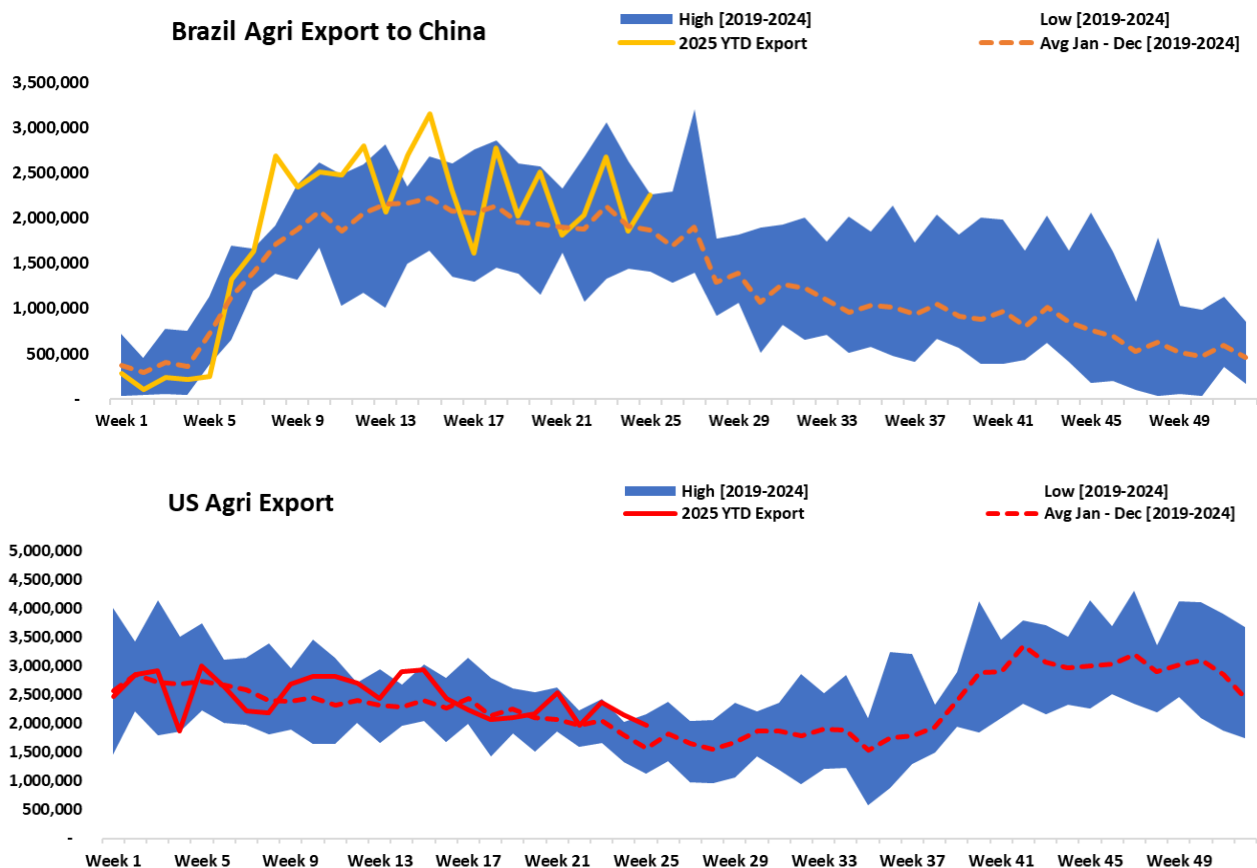 Brazil Agri Export to China
High [2019-2024]
Low [2019-2024]
2025 YTD Export
Avg Jan - Dec [2019-2024]
3,500,000
3,000,000
2,500,000
2,000,000
1,500,000
1,000,000
500,000
-
Week 1 Week 5 Week 9 Week 13 Week 17 Week 21 Week 25 Week 29 Week 33 Week 37 Week 41 Week 45 Week 49
US Agri Export
High [2019-2024]
Low [2019-2024]
2025 YTD Export
Avg Jan - Dec [2019-2024]
5,000,000
4,500,000
4,000,000
3,500,000
3,000,000
2,500,000
2,000,000
1,500,000
1,000,000
500,000
-
Week 1 Week 5 Week 9 Week 13 Week 17 Week 21 Week 25 Week 29 Week 33 Week 37 Week 41 Week 45 Week 49